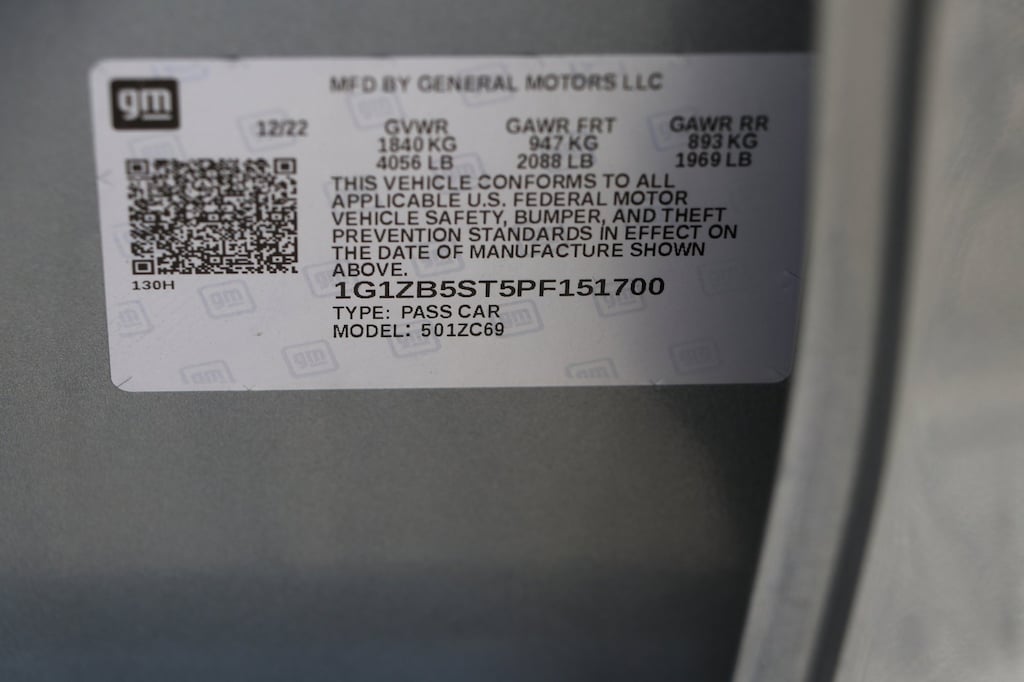 gm
MFD BY GENERAL MOTORS LLC
12/22 GVWR GAWR FRT GAWR RR
1840 KG 947 KG 893 KG
4056 LB 2088 LB 1969 LB
THIS VEHICLE CONFORMS TO ALL
APPLICABLE U.S. FEDERAL MOTOR
VEHICLE SAFETY, BUMPER, AND THEFT
PREVENTION STANDARDS IN EFFECT ON
THE DATE OF MANUFACTURE SHOWN
ABOVE.
130H
1G1ZB5ST5PF151700
TYPE: PASS CAR
MODEL: 501ZC69